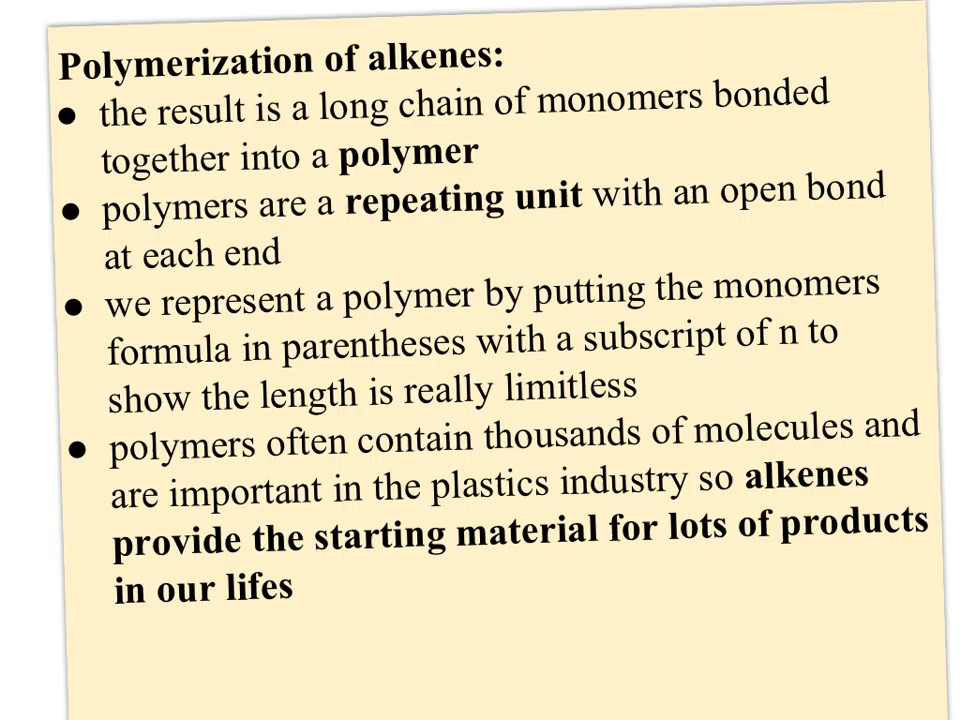 Polymerization of alkenes:
● the result is a long chain of monomers bonded
together into a polymer
● polymers are a repeating unit with an open bond
at each end
● we represent a polymer by putting the monomers
formula in parentheses with a subscript of n to
show the length is really limitless
● polymers often contain thousands of molecules and
are important in the plastics industry so alkenes
provide the starting material for lots of products
in our lifes